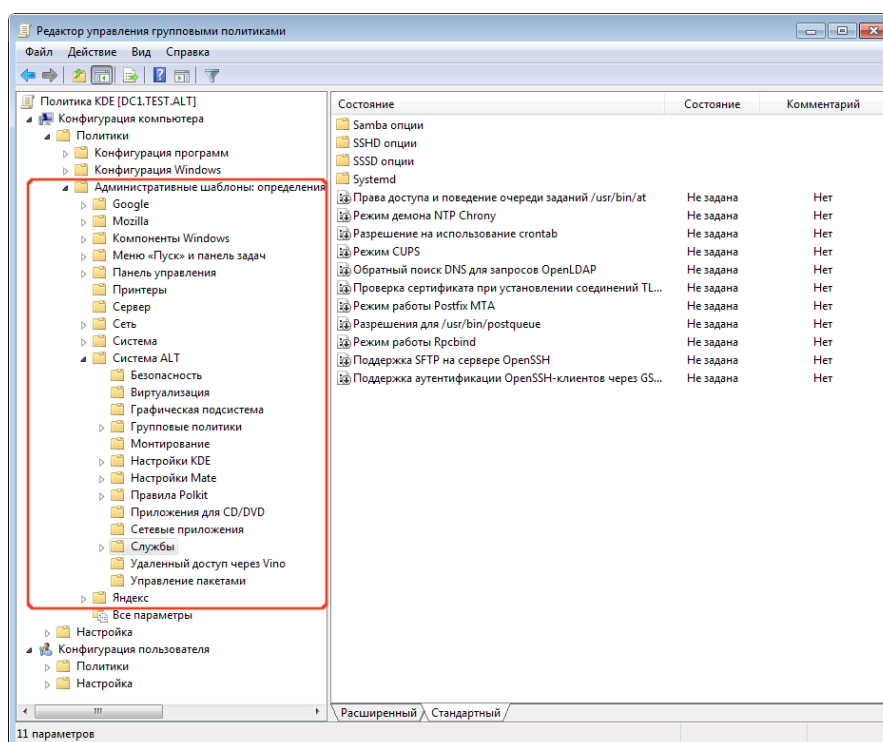 Редактор управления групповыми политиками
Файл Действие Вид Справка
Политика KDE [DC1.TEST.ALT]
Конфигурация компьютера
Политики
Конфигурация программ
Конфигурация Windows
Административные шаблоны: определения
Google
Mozilla
Компоненты Windows
Меню «Пуск» и панель задач
Панель управления
Принтеры
Сервер
Сеть
Система
Система ALT
Безопасность
Виртуализация
Графическая подсистема
Групповые политики
Монтирование
Настройки KDE
Настройки Mate
Правила Polkit
Приложения для CD/DVD
Сетевые приложения
Службы
Удаленный доступ через Vino
Управление пакетами
Яндекс
Все параметры
Настройка
Конфигурация пользователя
Политики
Настройка
Состояние Состояние Комментарий
Samba опции
SSHD опции
SSSD опции
Systemd
Права доступа и поведение очереди заданий /usr/bin/at Не задана Нет
Режим демона NTP Chrony Не задана Нет
Разрешение на использование crontab Не задана Нет
Режим CUPS Не задана Нет
Обратный поиск DNS для запросов OpenLDAP Не задана Нет
Проверка сертификата при установлении соединений TL... Не задана Нет
Режим работы Postfix MTA Не задана Нет
Разрешения для /usr/bin/postqueue Не задана Нет
Режим работы Rpcbind Не задана Нет
Поддержка SFTP на сервере OpenSSH Не задана Нет
Поддержка аутентификации OpenSSH-клиентов через GS... Не задана Нет
Расширенный Стандартный
11 параметров